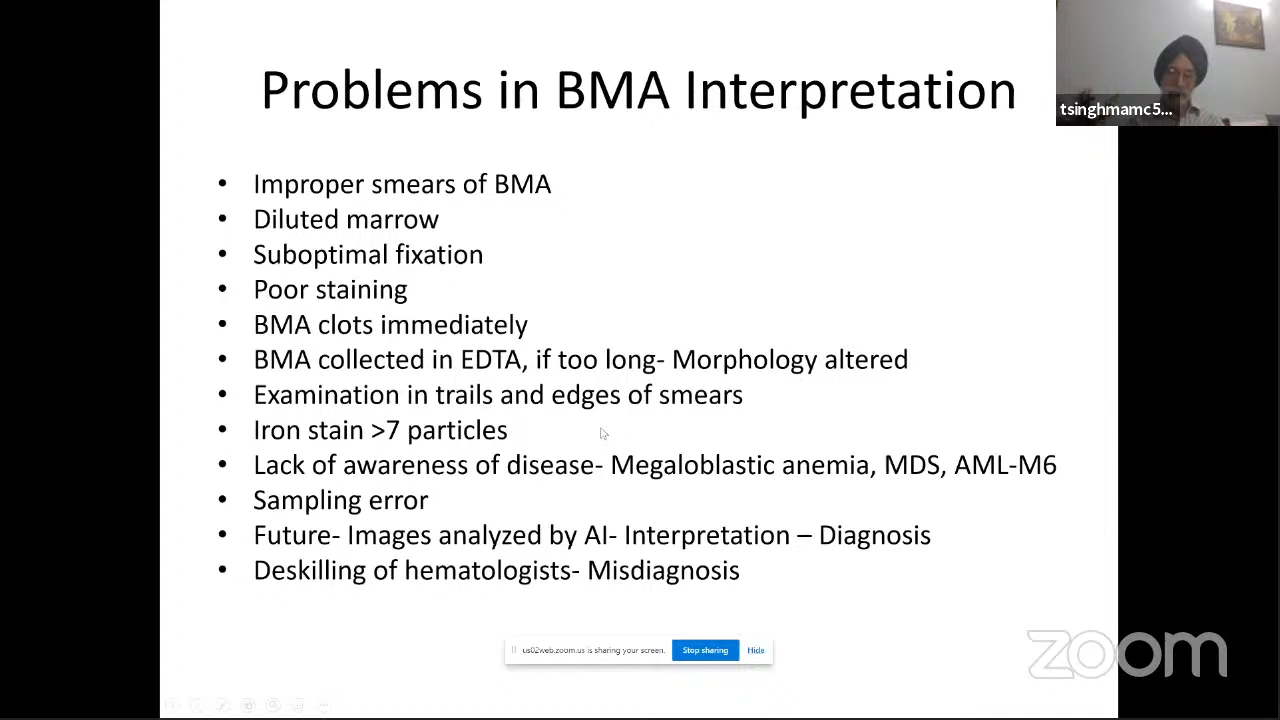 Problems in BMA Interpretation
tsinghmamc5...
• Improper smears of BMA
• Diluted marrow
• Suboptimal fixation
• Poor staining
• BMA clots immediately
• BMA collected in EDTA, if too long- Morphology altered
• Examination in trails and edges of smears
• Iron stain >7 particles
• Lack of awareness of disease- Megaloblastic anemia, MDS, AML-M6
• Sampling error
• Future- Images analyzed by AI- Interpretation – Diagnosis
• Deskilling of hematologists- Misdiagnosis
us02web.zoom.us is sharing your screen. Stop sharing Hide
zoom